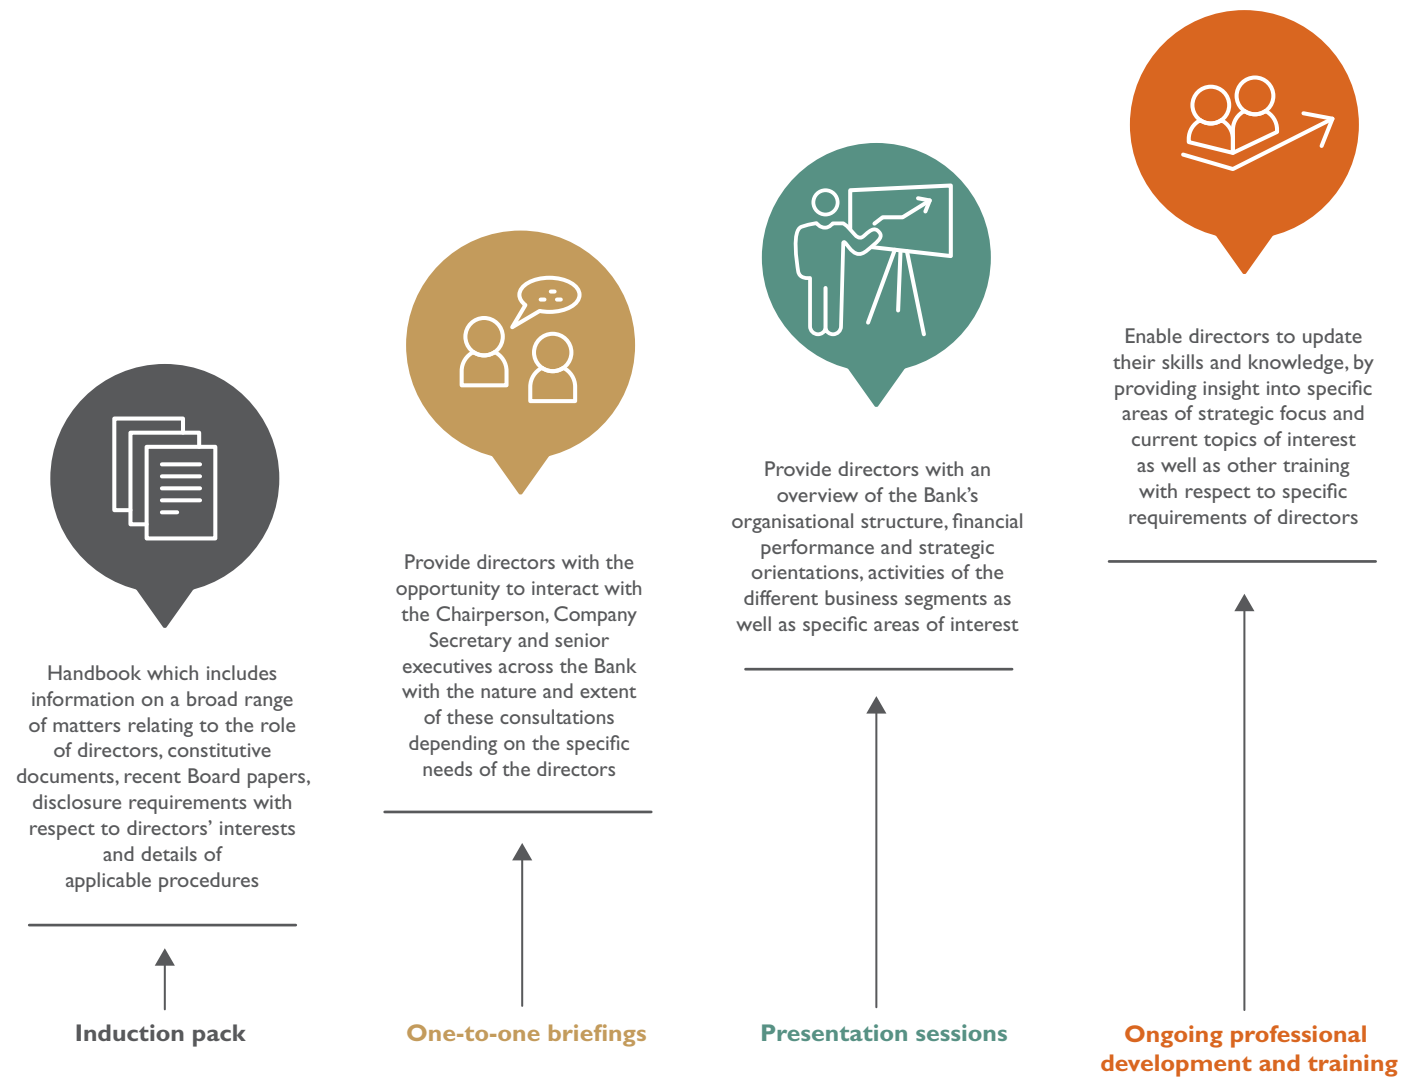 Handbook which includes
information on a broad range
of matters relating to the role
of directors, constitutive
documents, recent Board papers,
disclosure requirements with
respect to directors’ interests
and details of
applicable procedures
Induction pack
Provide directors with the
opportunity to interact with
the Chairperson, Company
Secretary and senior
executives across the Bank
with the nature and extent
of these consultations
depending on the specific
needs of the directors
One-to-one briefings
Provide directors with an
overview of the Bank’s
organisational structure, financial
performance and strategic
orientations, activities of the
different business segments as
well as specific areas of interest
Presentation sessions
Enable directors to update
their skills and knowledge, by
providing insight into specific
areas of strategic focus and
current topics of interest
as well as other training
with respect to specific
requirements of directors
Ongoing professional
development and training